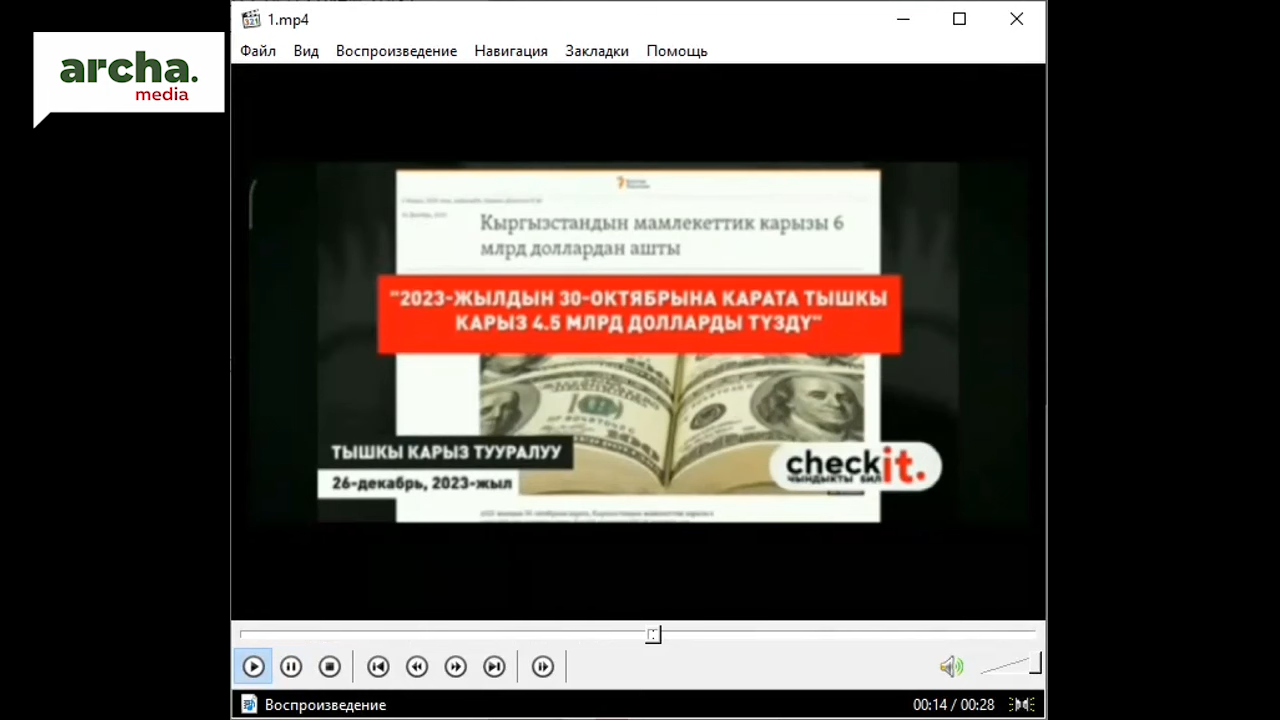 1.mp4
archa.
media
Файл Вид Воспроизведение Навигация Закладки Помощь
Кыргызстандын мамлекеттик карызы 6
млрд доллардан ашты
"2023-ЖЫЛДЫН 30-ОКТЯБРЫНА КАРАТА ТЫШКЫ
КАРЫЗ 4.5 МЛРД ДОЛЛАРДЫ ТҮЗДҮ"
ТЫШКЫ КАРЫЗ ТУУРАЛУУ
26-декабрь, 2023-жыл
checkit.
ЧЫНДЫКТЫ БИЛ
Воспроизведение
00:14 / 00:28